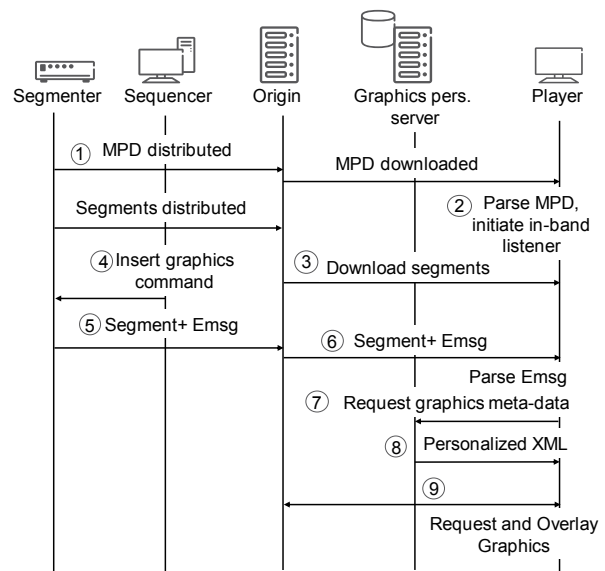 Segmenter Sequencer Origin Graphics pers. Player
server
① MPD distributed
MPD downloaded
② Parse MPD,
initiate in-band
listener
Segments distributed
③ Download segments
④ Insert graphics
command
⑤ Segment+ Emsg
⑥ Segment+ Emsg
Parse Emsg
⑦ Request graphics meta-data
⑧ Personalized XML
⑨
Request and Overlay
Graphics